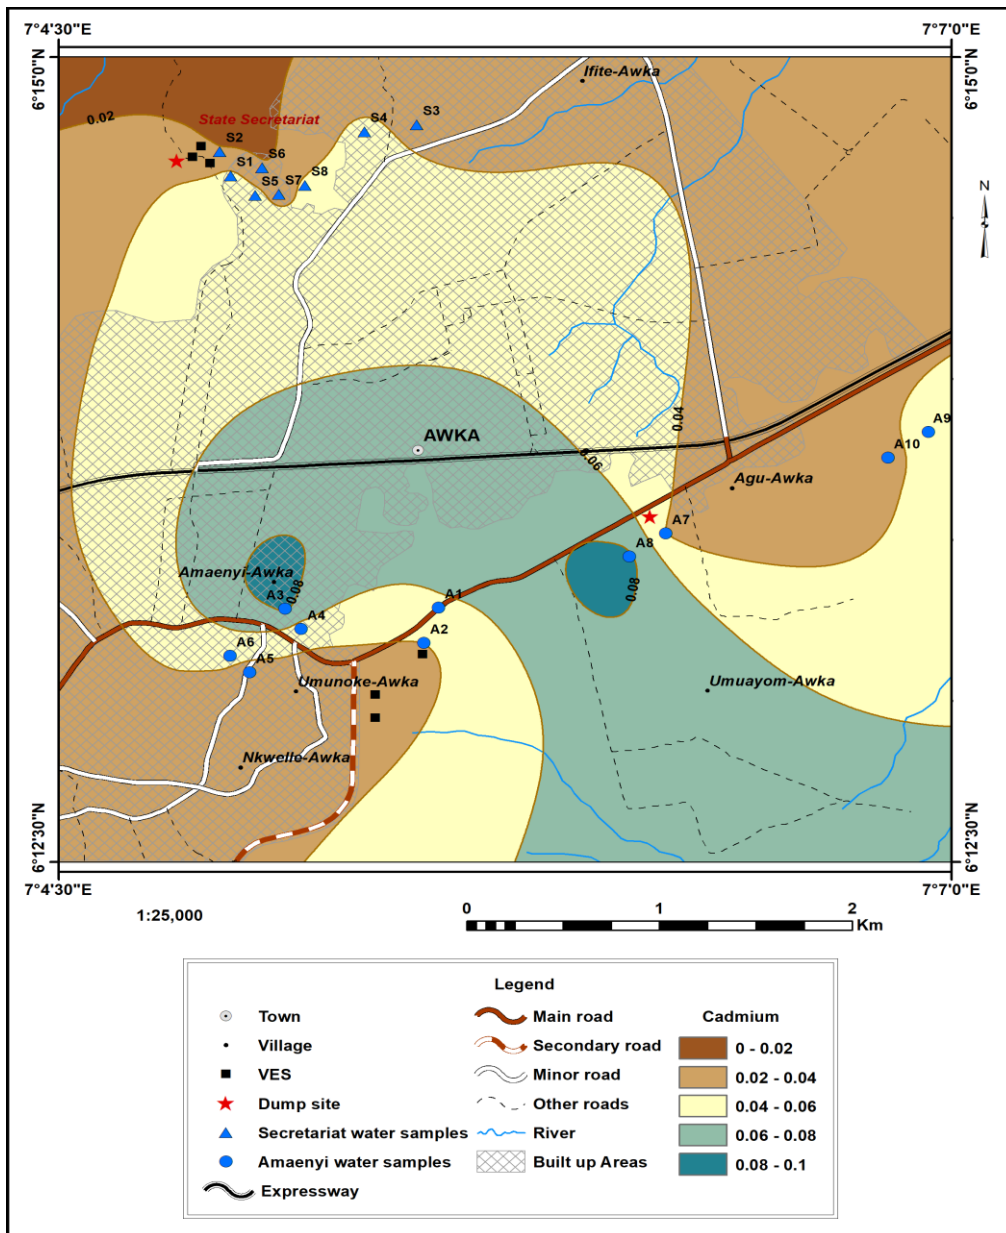 7°4'30"E
7°7'0"E
6°15'0"N
6°15'0"N
Ifite-Awka
0.02
State Secretariat
S4
S3
S2
S6
S1
S8
S5
S7
N
0.04
AWKA
0.06
A9
A10
Agu-Awka
A7
A8
0.08
Amaenyi-Awka
A3
0.08
A4
A1
A2
A6
A5
Umunoke-Awka
Umuayom-Awka
Nkwelle-Awka
6°12'30"N
6°12'30"N
7°4'30"E
7°7'0"E
1:25,000
0 1 2
Km
Legend
Town
Village
VES
Dump site
Secretariat water samples
Amaenyi water samples
Expressway
Main road
Secondary road
Minor road
Other roads
River
Built up Areas
Cadmium
0 - 0.02
0.02 - 0.04
0.04 - 0.06
0.06 - 0.08
0.08 - 0.1